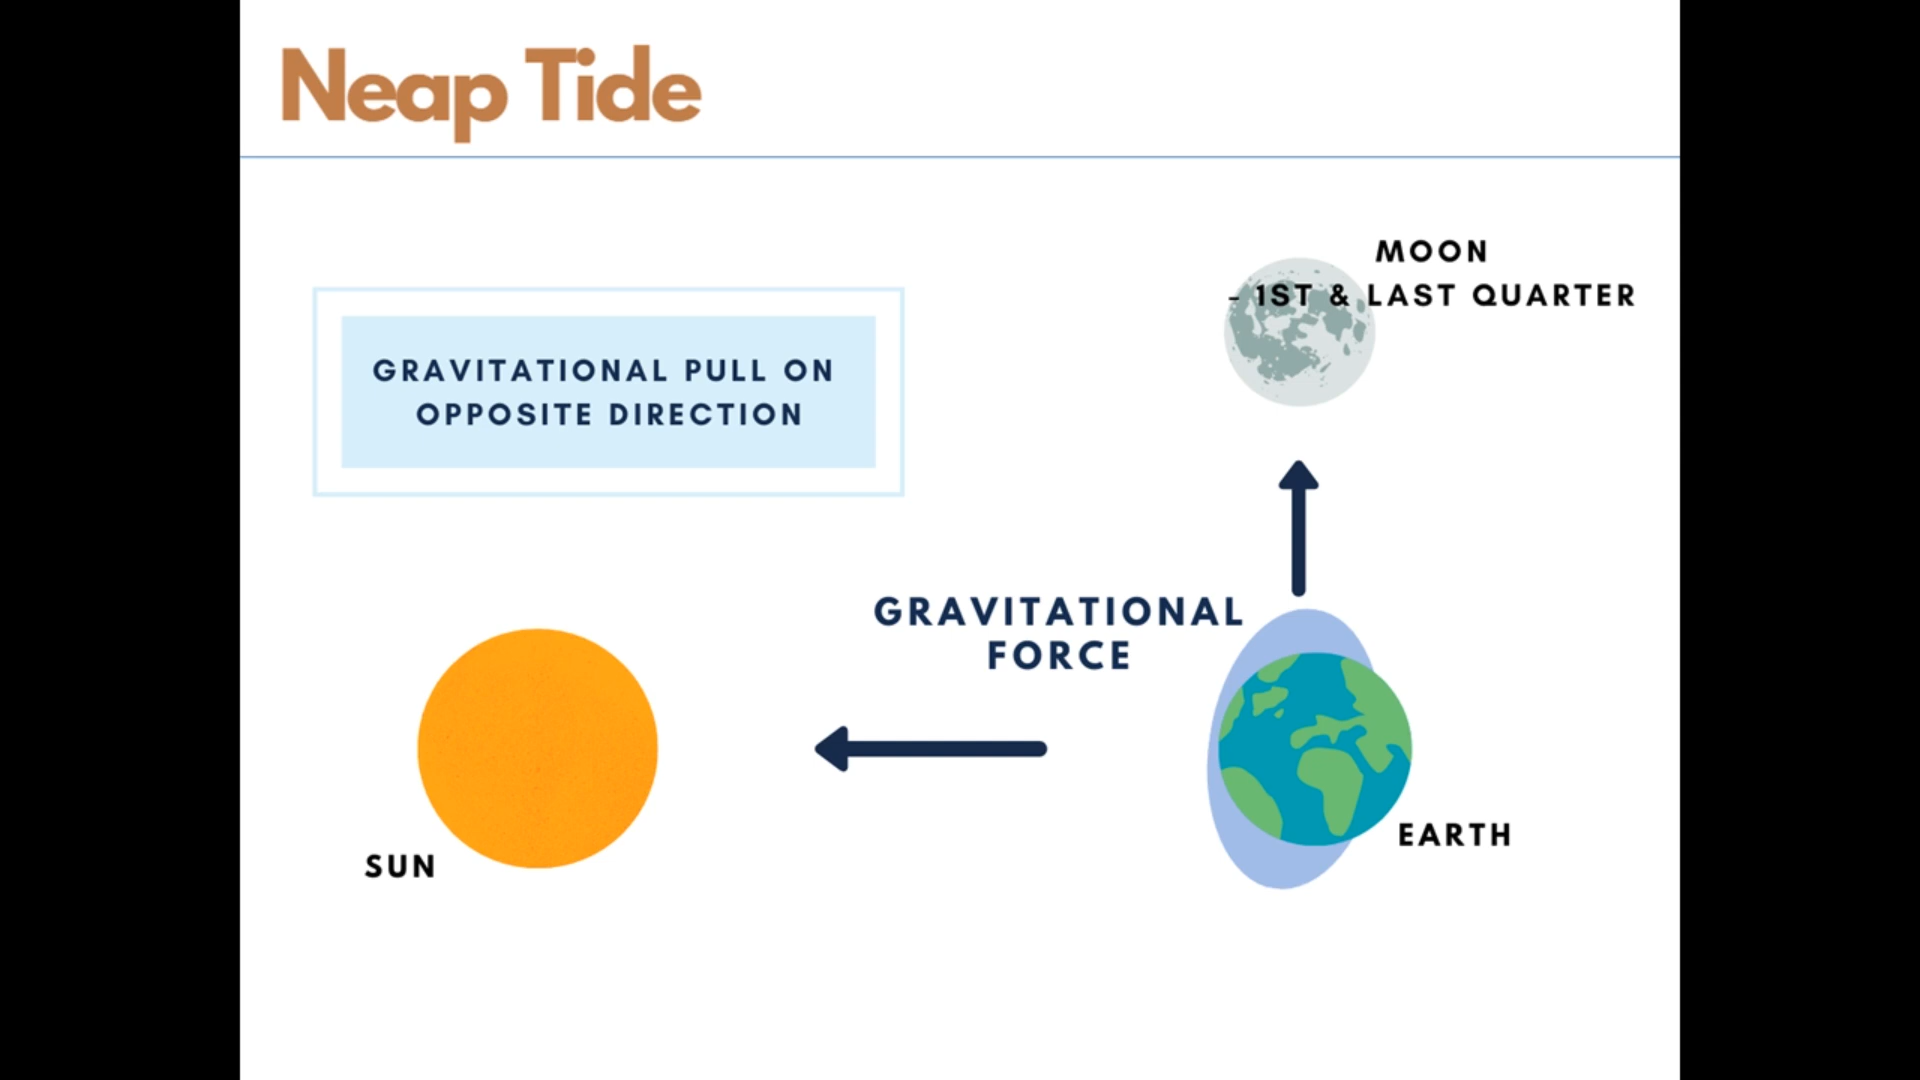 Neap Tide
MOON
- 1ST & LAST QUARTER
GRAVITATIONAL PULL ON
OPPOSITE DIRECTION
GRAVITATIONAL
FORCE
EARTH
SUN